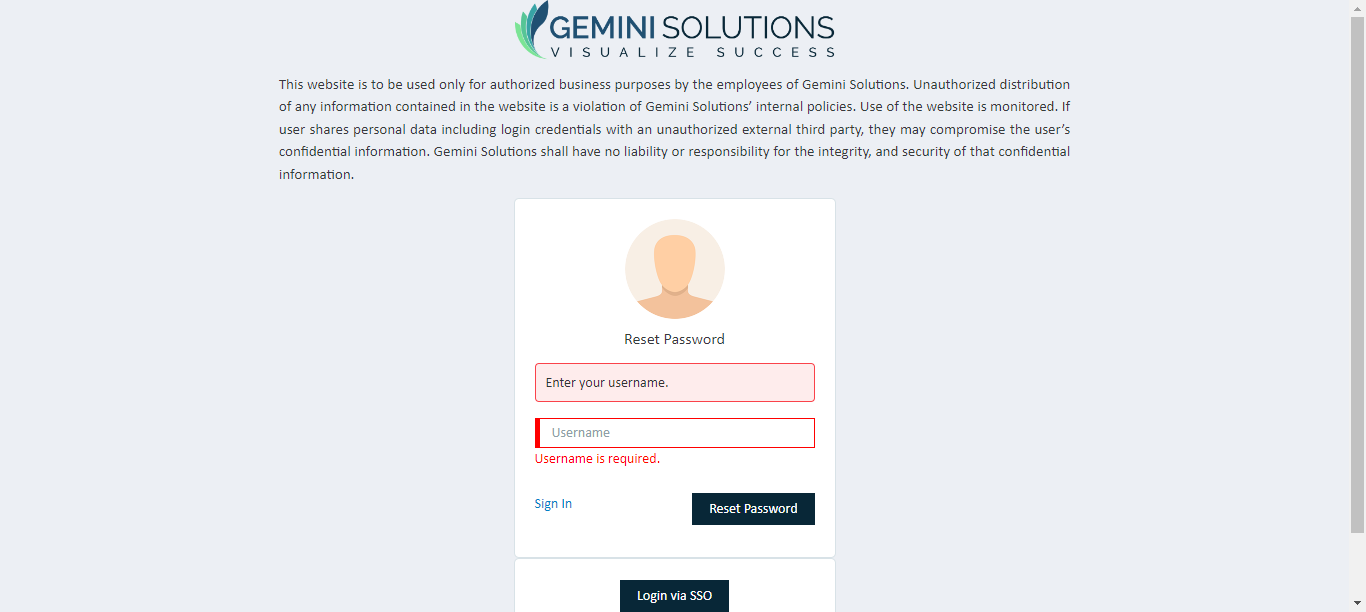 GEMINI SOLUTIONS
VISUALIZE SUCCESS
This website is to be used only for authorized business purposes by the employees of Gemini Solutions. Unauthorized distribution
of any information contained in the website is a violation of Gemini Solutions’ internal policies. Use of the website is monitored. If
user shares personal data including login credentials with an unauthorized external third party, they may compromise the user’s
confidential information. Gemini Solutions shall have no liability or responsibility for the integrity, and security of that confidential
information.
Reset Password
Enter your username.
Username
Username is required.
Sign In
Reset Password
Login via SSO